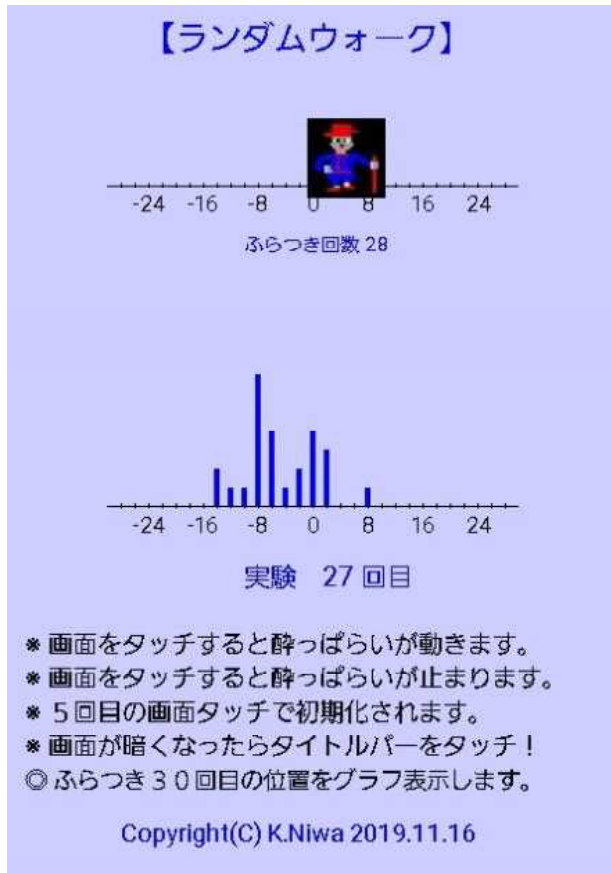 【ランダムウォーク】
-24 -16 -8 0 8 16 24
ふらつき回数 28
-24 -16 -8 0 8 16 24
実験 27 回目
※ 画面をタッチすると酔っぱらいが動きます。
※ 画面をタッチすると酔っぱらいが止まります。
※ ５回目の画面タッチで初期化されます。
※ 画面が暗くなったらタイトルバーをタッチ！
◎ ふらつき３０回目の位置をグラフ表示します。
Copyright(C) K.Niwa 2019.11.16